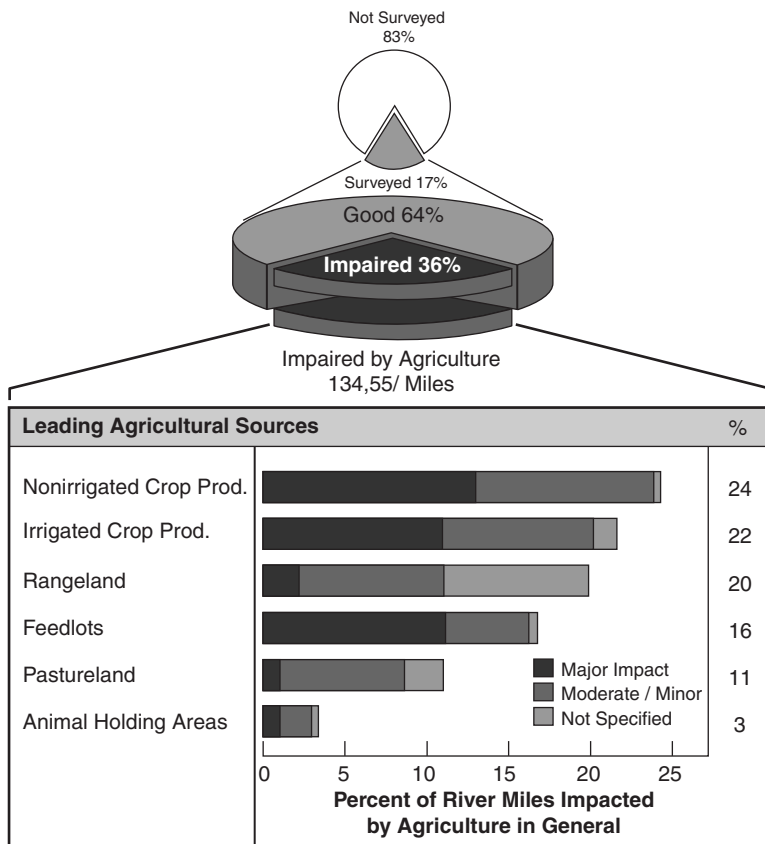 Not Surveyed
83%
Surveyed 17%
Good 64%
Impaired 36%
Impaired by Agriculture
134,55/ Miles
Leading Agricultural Sources %
Nonirrigated Crop Prod. 24
Irrigated Crop Prod. 22
Rangeland 20
Feedlots 16
Pastureland 11
Animal Holding Areas 3
Major Impact
Moderate / Minor
Not Specified
0 5 10 15 20 25
Percent of River Miles Impacted
by Agriculture in General